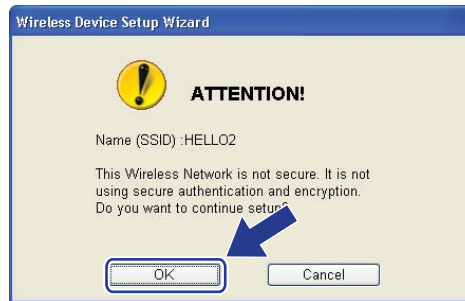 Wireless Device Setup Wizard
ATTENTION!
Name (SSID) :HELLO2
This Wireless Network is not secure. It is not
using secure authentication and encryption.
Do you want to continue setup?
OK
Cancel